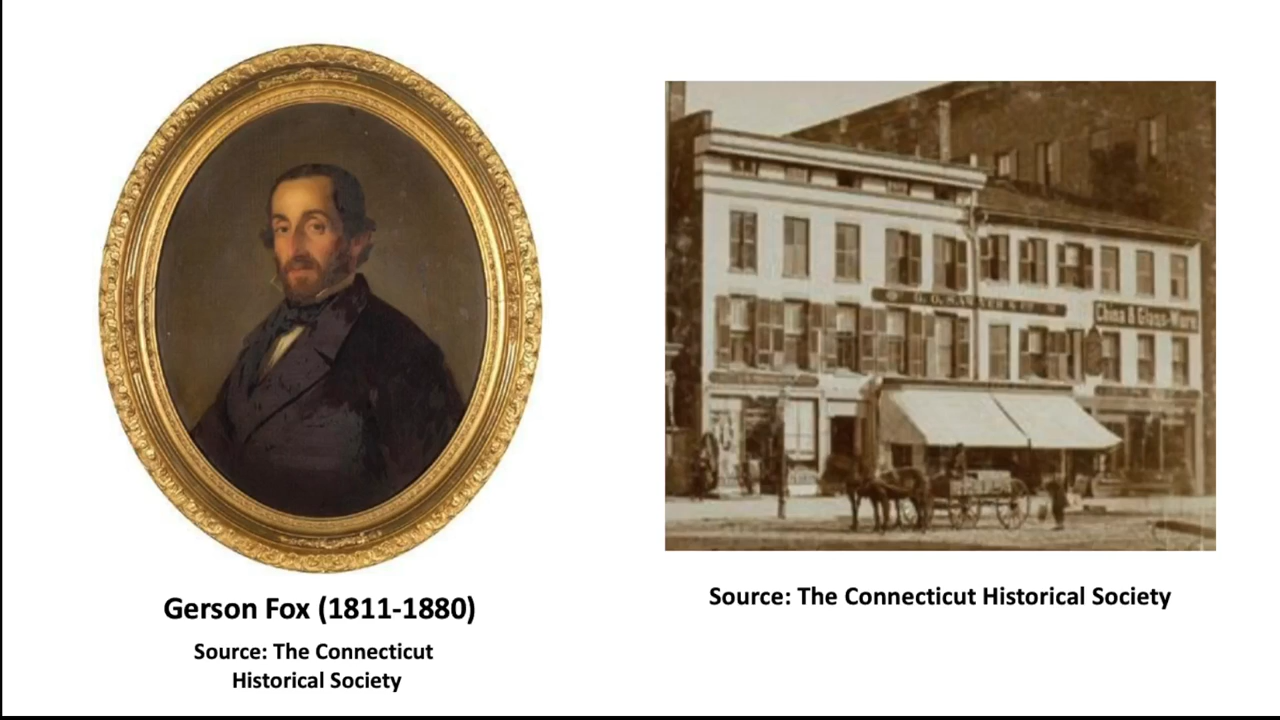 Gerson Fox (1811-1880)
Source: The Connecticut
Historical Society
China & Glass-Ware
Source: The Connecticut Historical Society